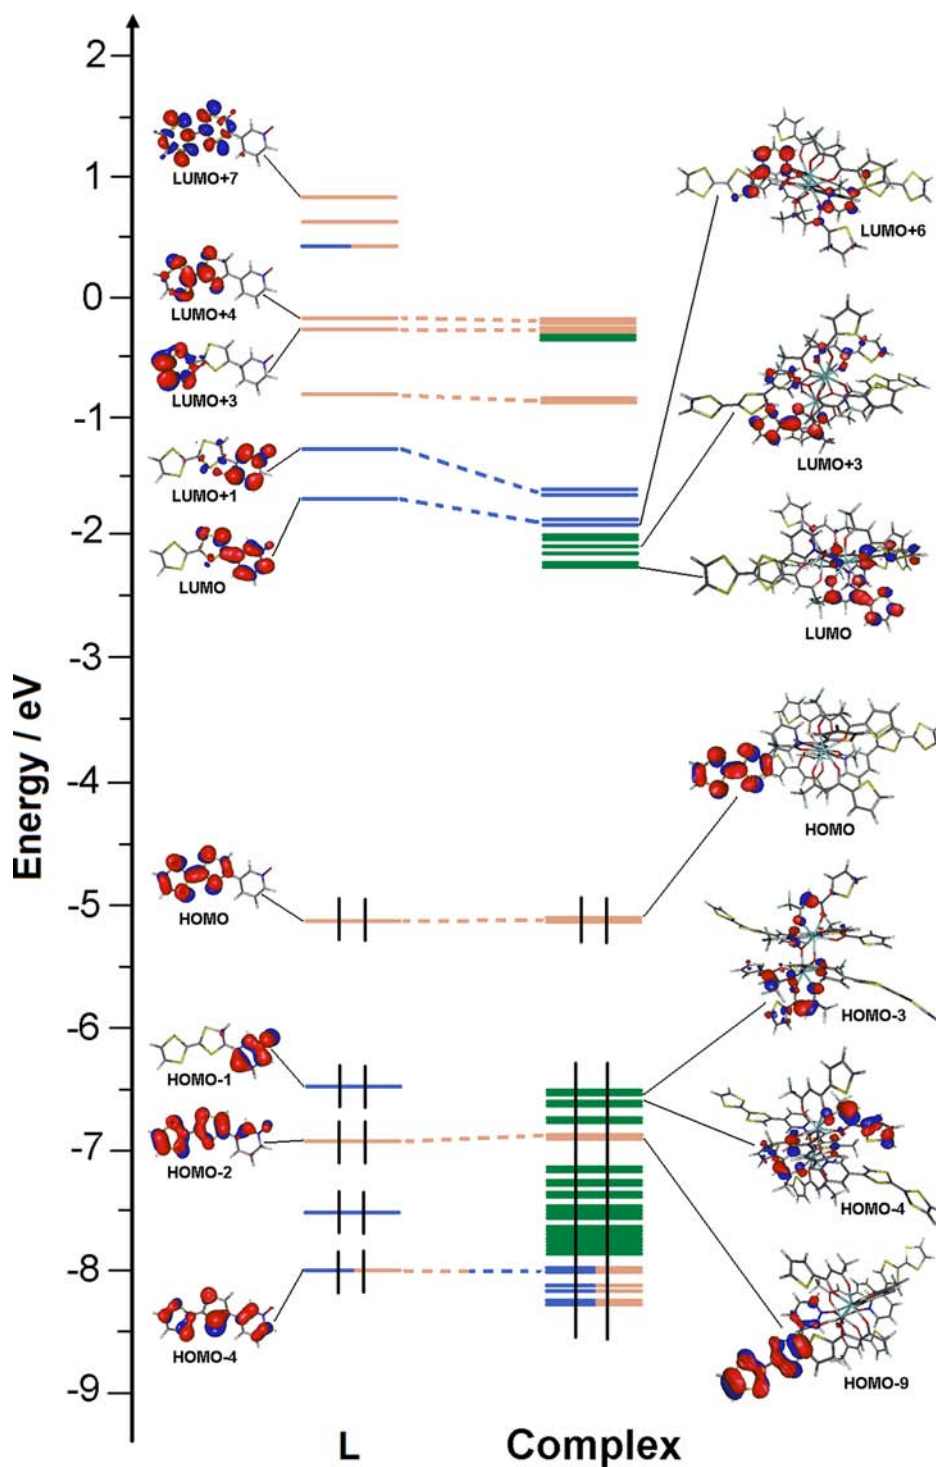 Energy / eV
2
1
0
-1
-2
-3
-4
-5
-6
-7
-8
-9
LUMO+7
LUMO+4
LUMO+3
LUMO+1
LUMO
HOMO
HOMO-1
HOMO-2
HOMO-4
LUMO+6
LUMO+3
LUMO
HOMO
HOMO-3
HOMO-4
HOMO-9
L
Complex